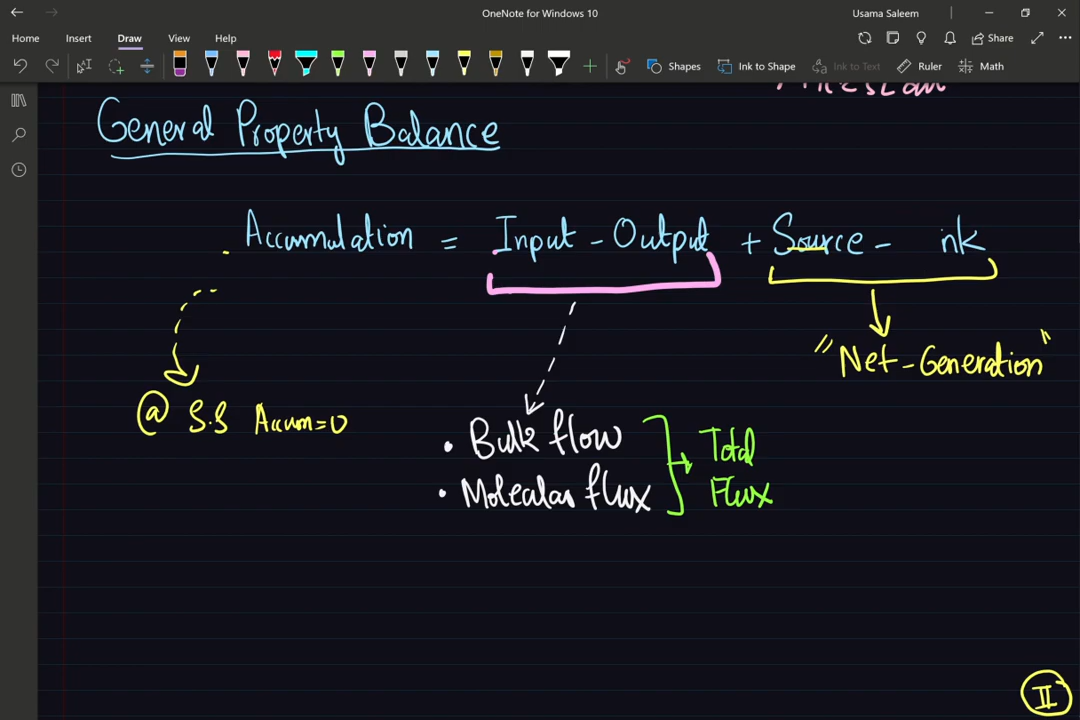 OneNote for Windows 10
Usama Saleem
Home Insert Draw View Help
Share
Shapes Ink to Shape Ink to Text Ruler Math
General Property Balance
Accumulation = Input - Output + Source - ink
"Net-Generation"
@ S.S Accum=0
• Bulk flow
• Molecular flux
Total
Flux
II